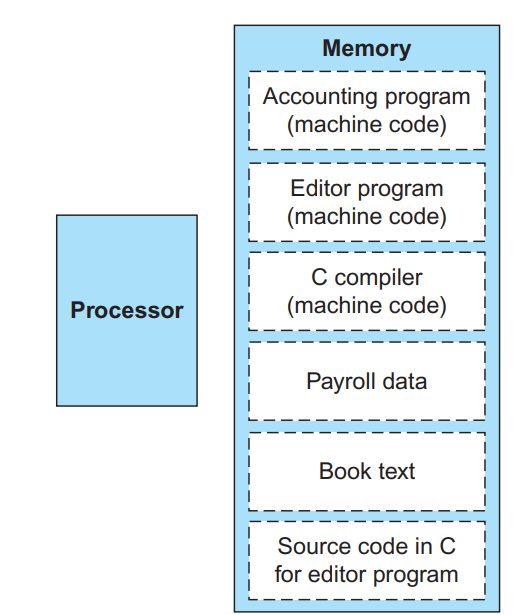 Memory
Accounting program
(machine code)
Editor program
(machine code)
C compiler
(machine code)
Processor
Payroll data
Book text
Source code in C
for editor program